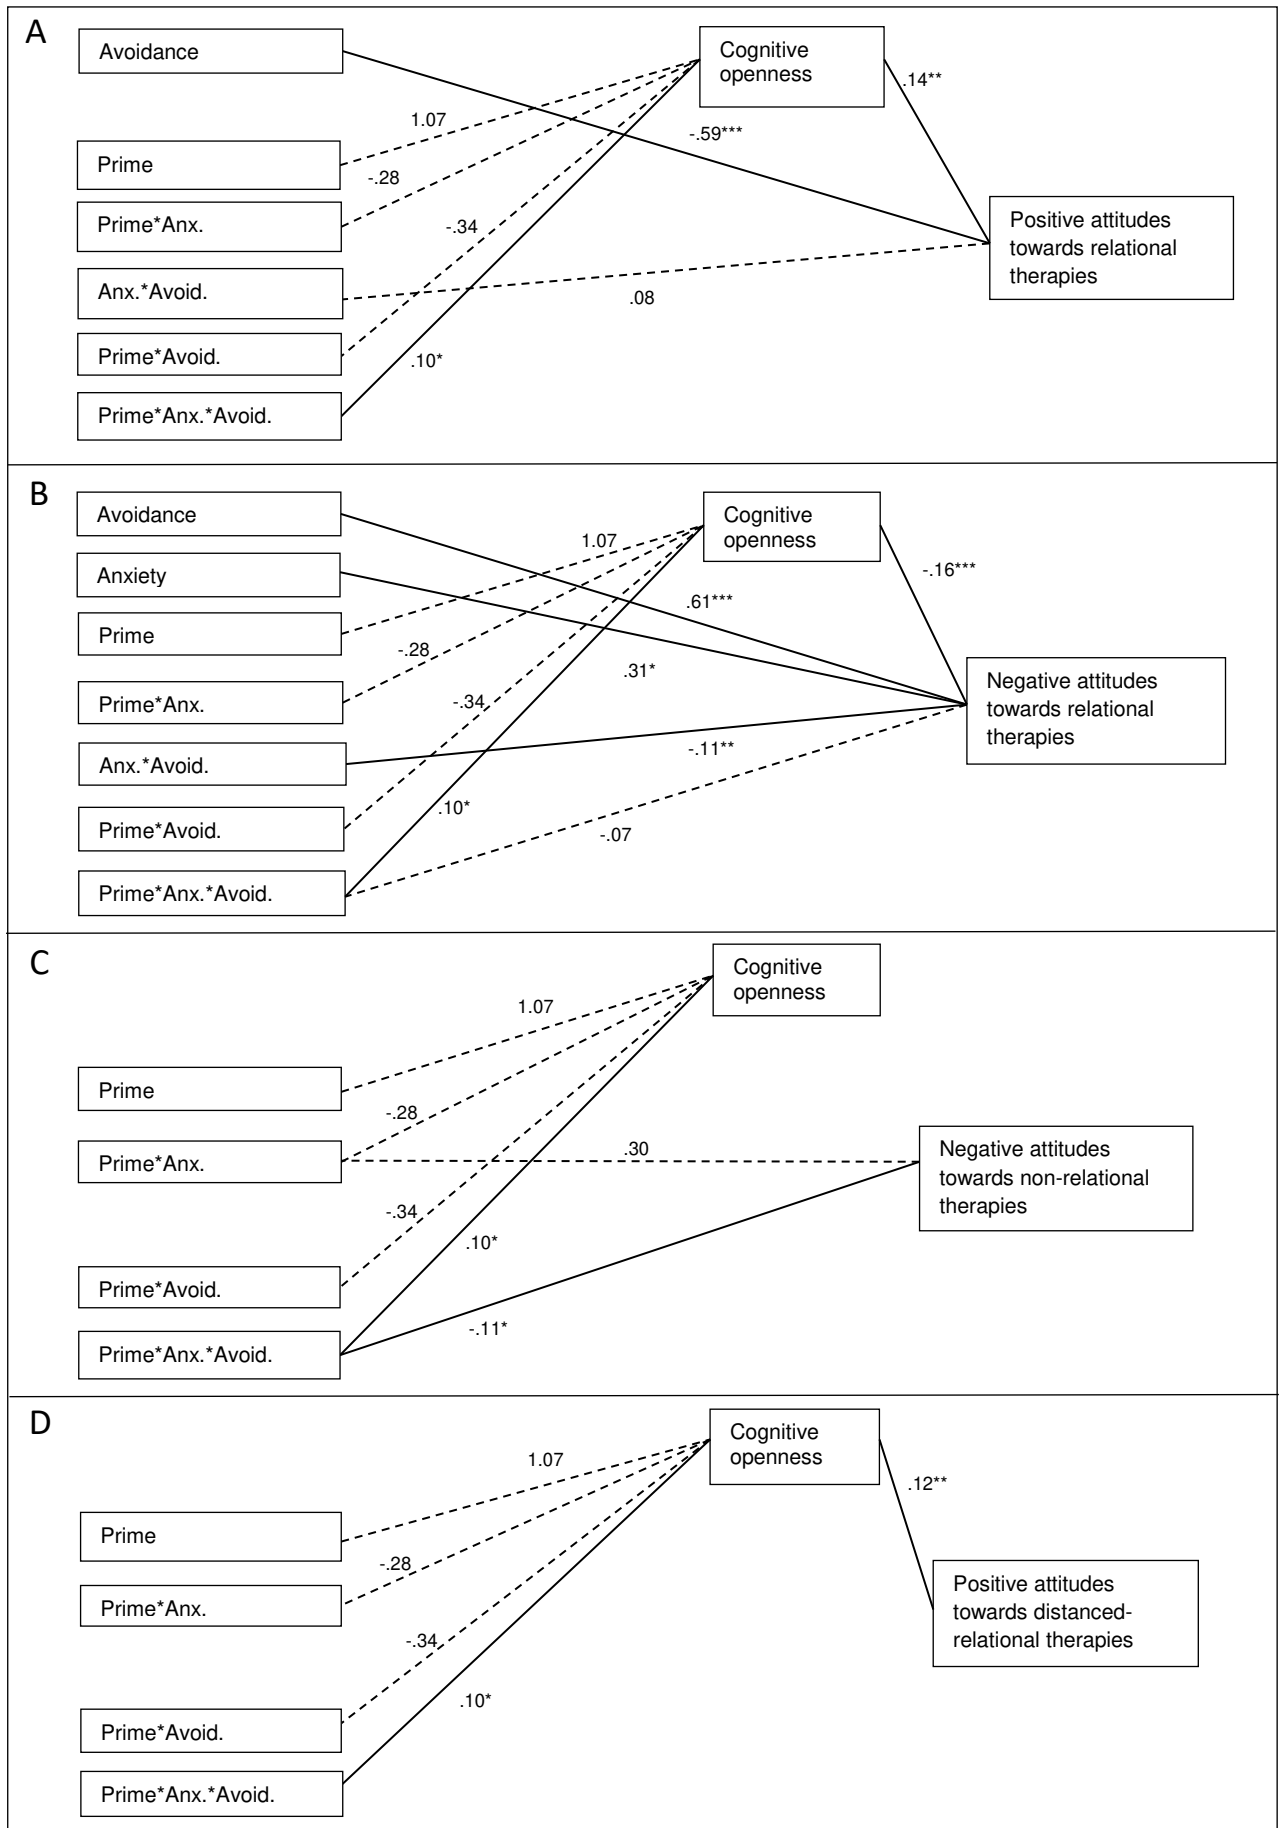 A
Avoidance
Cognitive
openness
.14**
1.07
-.59***
Prime
-.28
Prime*Anx.
-.34
Positive attitudes
towards relational
therapies
Anx.*Avoid.
.08
Prime*Avoid.
.10*
Prime*Anx.*Avoid.
B
Avoidance
Cognitive
openness
1.07
-.16***
Anxiety
.61***
Prime
-.28
.31*
Negative attitudes
towards relational
therapies
Prime*Anx.
-.34
-.11**
Anx.*Avoid.
.10*
Prime*Avoid.
-.07
Prime*Anx.*Avoid.
C
Cognitive
openness
1.07
Prime
-.28
.30
Negative attitudes
towards non-relational
therapies
Prime*Anx.
-.34
.10*
Prime*Avoid.
-.11*
Prime*Anx.*Avoid.
D
Cognitive
openness
1.07
.12**
Prime
-.28
Positive attitudes
towards distanced-
relational therapies
Prime*Anx.
-.34
.10*
Prime*Avoid.
Prime*Anx.*Avoid.